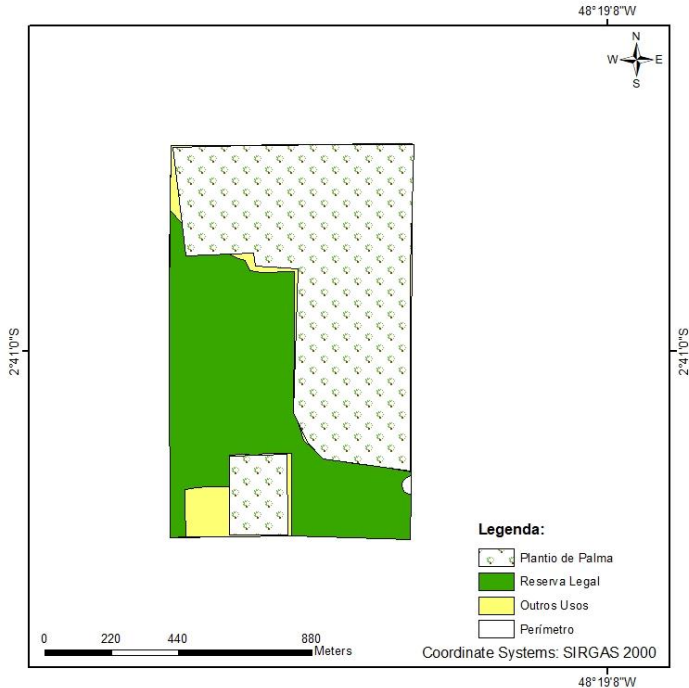 48°19'8"W
N
W E
S
2°41'0"S
2°41'0"S
Legenda:
Plantio de Palma
Reserva Legal
Outros Usos
Perímetro
0 220 440 880
Meters
Coordinate Systems: SIRGAS 2000
48°19'8"W